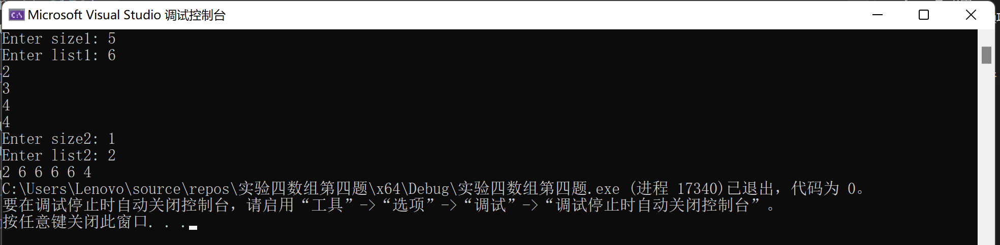 Microsoft Visual Studio 调试控制台
Enter size1: 5
Enter list1: 6
2
3
4
4
Enter size2: 1
Enter list2: 2
2 6 6 6 6 4
C:\Users\Lenovo\source\repos\实验四数组第四题\x64\Debug\实验四数组第四题.exe (进程 17340)已退出，代码为 0。
要在调试停止时自动关闭控制台，请启用“工具”->“选项”->“调试”->“调试停止时自动关闭控制台”。
按任意键关闭此窗口. . .